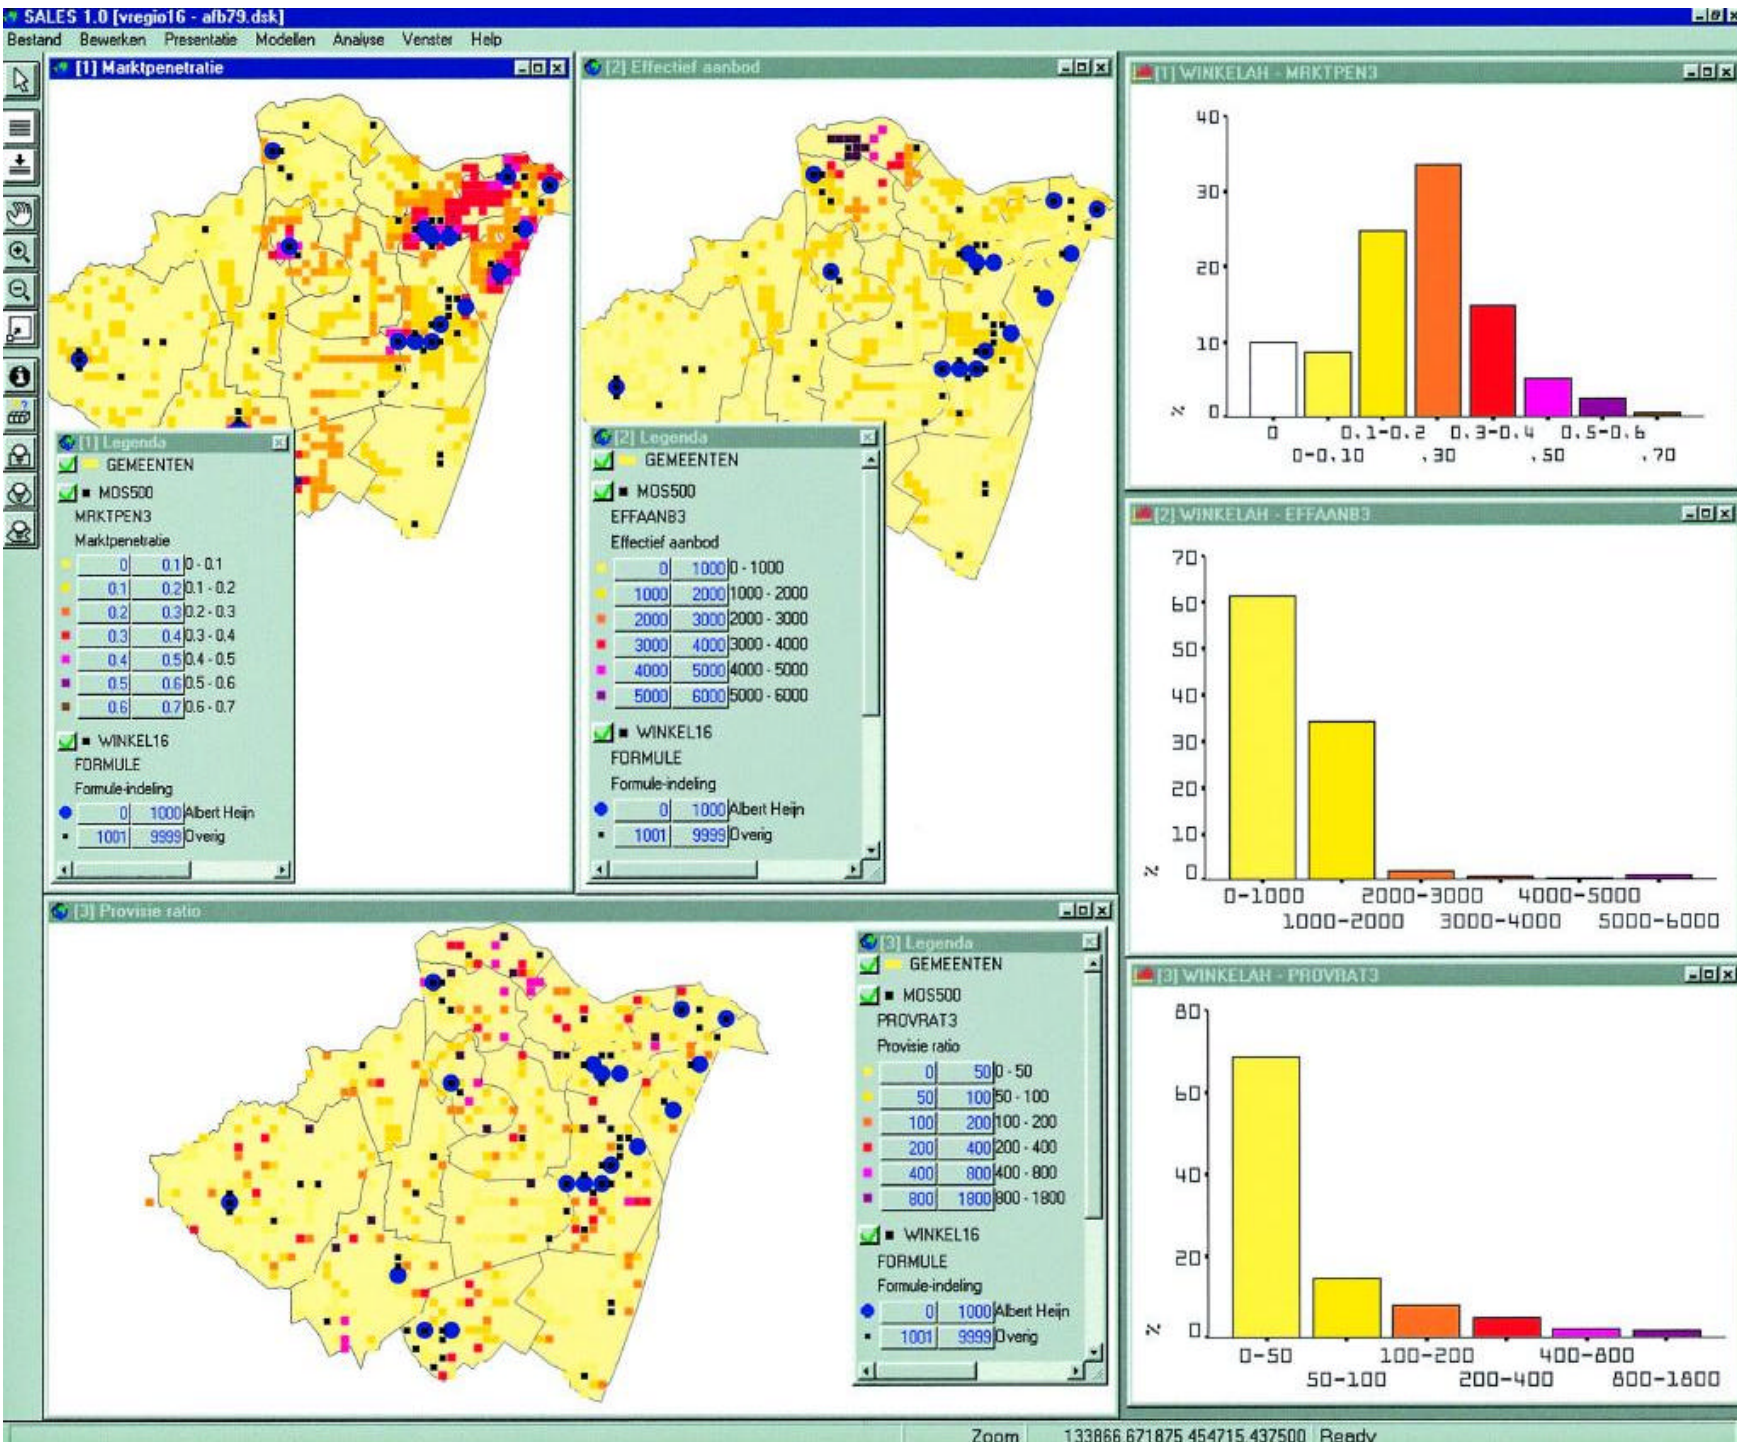 SALES 1.0 [vregio16 - afb79.dsk]
Bestand Bewerken Presentatie Modellen Analyse Venster Help
[1] Marktpenetratie
[1] Legenda
GEMEENTEN
MOS500
MRKTPEN3
Marktpenetratie
0 0.1 0 - 0.1
0.1 0.2 0.1 - 0.2
0.2 0.3 0.2 - 0.3
0.3 0.4 0.3 - 0.4
0.4 0.5 0.4 - 0.5
0.5 0.6 0.5 - 0.6
0.6 0.7 0.6 - 0.7
WINKEL16
FORMULE
Formule-indeling
0 1000 Albert Heijn
1001 9999 Overig
[2] Effectief aanbod
[2] Legenda
GEMEENTEN
MOS500
EFFAANB3
Effectief aanbod
0 1000 0 - 1000
1000 2000 1000 - 2000
2000 3000 2000 - 3000
3000 4000 3000 - 4000
4000 5000 4000 - 5000
5000 6000 5000 - 6000
WINKEL16
FORMULE
Formule-indeling
0 1000 Albert Heijn
1001 9999 Overig
[1] WINKELAH - MRKTPEN3
40
30
20
10
0
%
0 0.1-0.2 0.3-0.4 0.5-0.6
0-0.10 .30 .50 .70
[2] WINKELAH - EFFAANB3
70
60
50
40
30
20
10
0
%
0-1000 2000-3000 4000-5000
1000-2000 3000-4000 5000-6000
[3] Provisie ratio
[3] Legenda
GEMEENTEN
MOS500
PROVRAT3
Provisie ratio
0 50 0 - 50
50 100 50 - 100
100 200 100 - 200
200 400 200 - 400
400 800 400 - 800
800 1800 800 - 1800
WINKEL16
FORMULE
Formule-indeling
0 1000 Albert Heijn
1001 9999 Overig
[3] WINKELAH - PROVRAT3
80
60
40
20
0
%
0-50 100-200 400-800
50-100 200-400 800-1800
Zoom 133866.671875 454715.437500 Ready